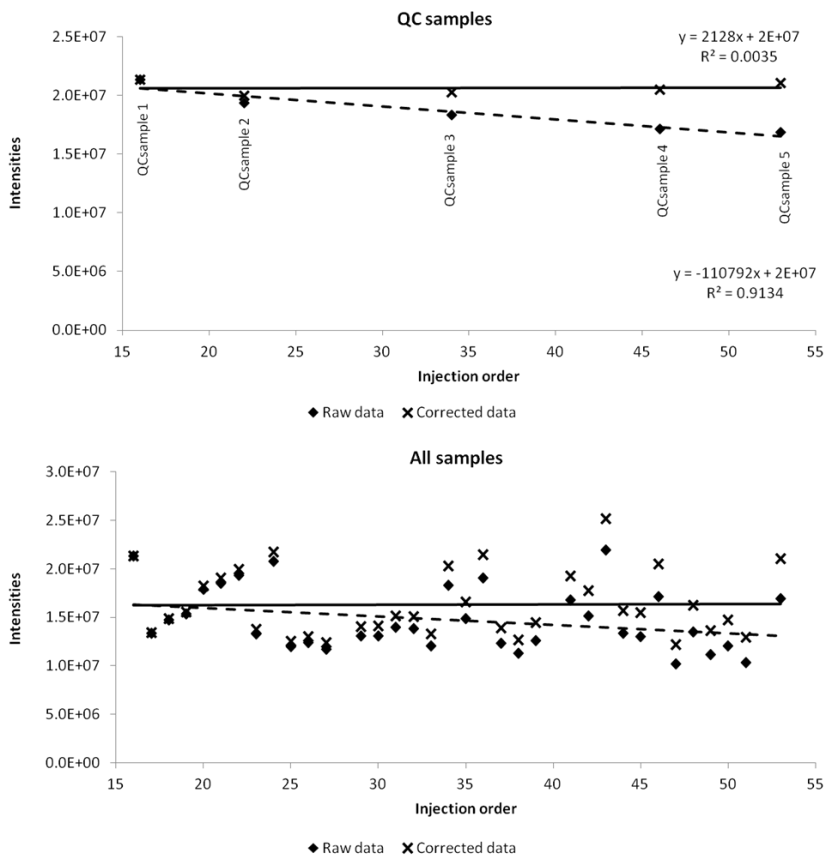 QC samples
y = 2128x + 2E+07
R² = 0.0035
2.5E+07
2.0E+07
1.5E+07
1.0E+07
5.0E+06
0.0E+00
Intensities
QCsample 1
QCsample 2
QCsample 3
QCsample 4
QCsample 5
y = -110792x + 2E+07
R² = 0.9134
15 20 25 30 35 40 45 50 55
Injection order
Raw data Corrected data
All samples
3.0E+07
2.5E+07
2.0E+07
1.5E+07
1.0E+07
5.0E+06
0.0E+00
Intensities
15 20 25 30 35 40 45 50 55
Injection order
Raw data Corrected data